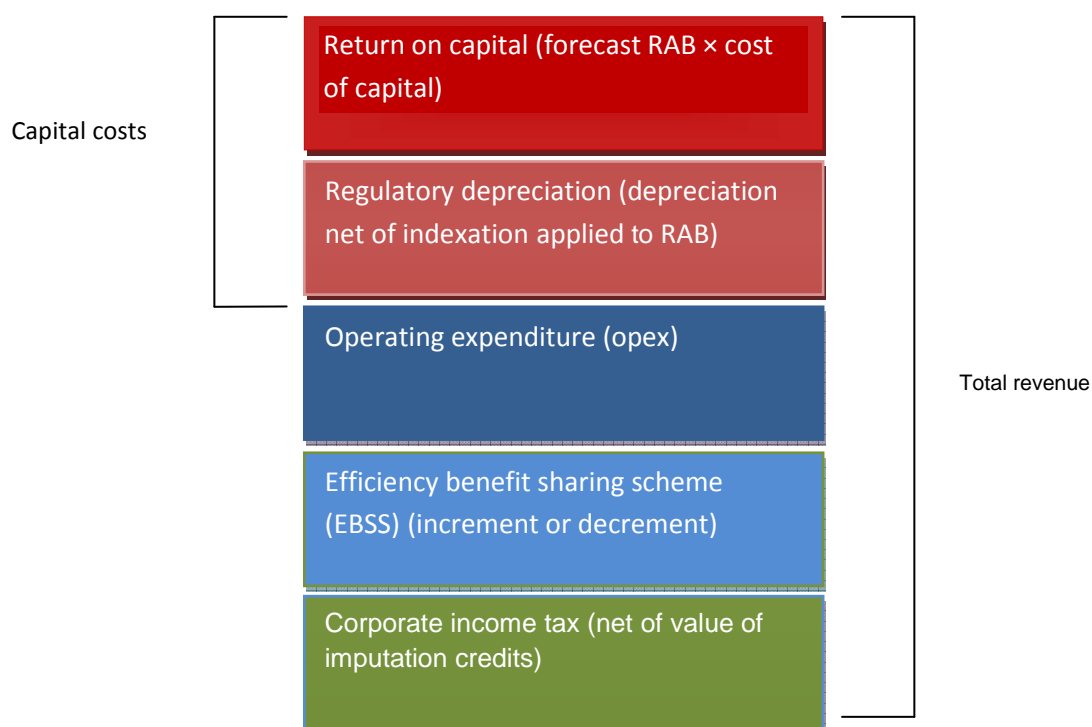 Return on capital (forecast RAB × cost
of capital)
Capital costs
Regulatory depreciation (depreciation
net of indexation applied to RAB)
Operating expenditure (opex)
Total revenue
Efficiency benefit sharing scheme
(EBSS) (increment or decrement)
Corporate income tax (net of value of
imputation credits)